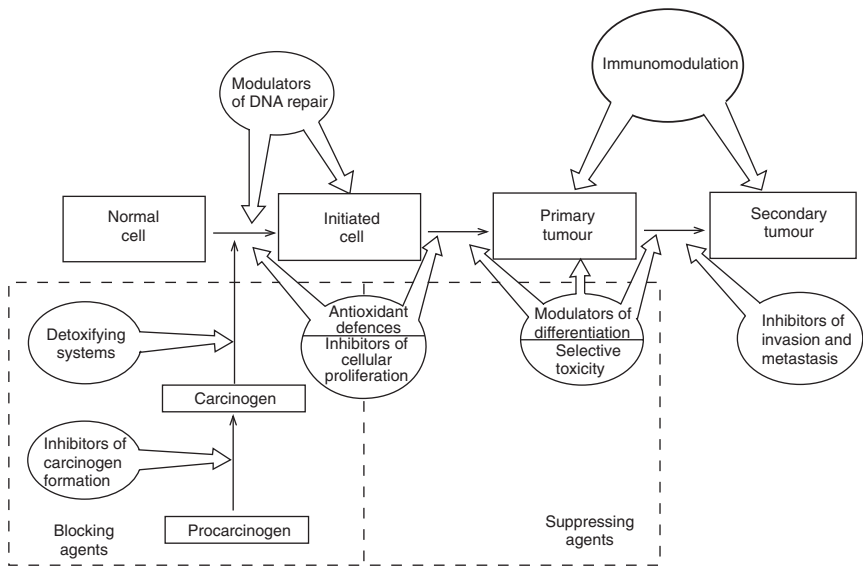 Modulators
of DNA repair
Immunomodulation
Normal
cell
Initiated
cell
Primary
tumour
Secondary
tumour
Detoxifying
systems
Antioxidant
defences
Inhibitors of
cellular
proliferation
Modulators of
differentiation
Selective
toxicity
Inhibitors of
invasion and
metastasis
Carcinogen
Inhibitors of
carcinogen
formation
Procarcinogen
Blocking
agents
Suppressing
agents